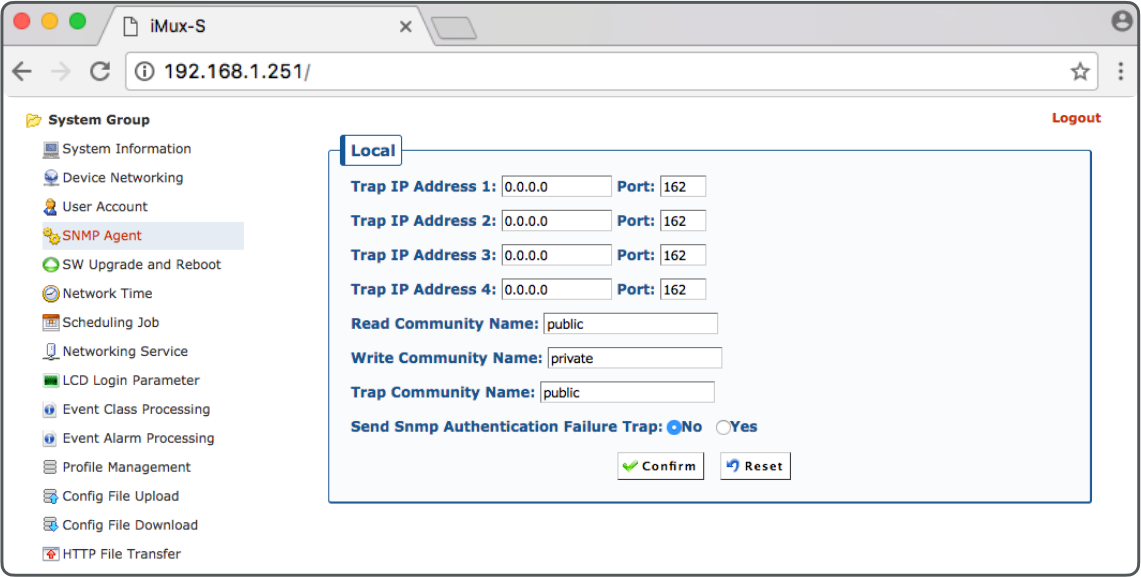 iMux-S
192.168.1.251/
System Group
Logout
System Information
Device Networking
User Account
SNMP Agent
SW Upgrade and Reboot
Network Time
Scheduling Job
Networking Service
LCD Login Parameter
Event Class Processing
Event Alarm Processing
Profile Management
Config File Upload
Config File Download
HTTP File Transfer
Local
Trap IP Address 1: 0.0.0.0 Port: 162
Trap IP Address 2: 0.0.0.0 Port: 162
Trap IP Address 3: 0.0.0.0 Port: 162
Trap IP Address 4: 0.0.0.0 Port: 162
Read Community Name: public
Write Community Name: private
Trap Community Name: public
Send Snmp Authentication Failure Trap: No Yes
Confirm Reset